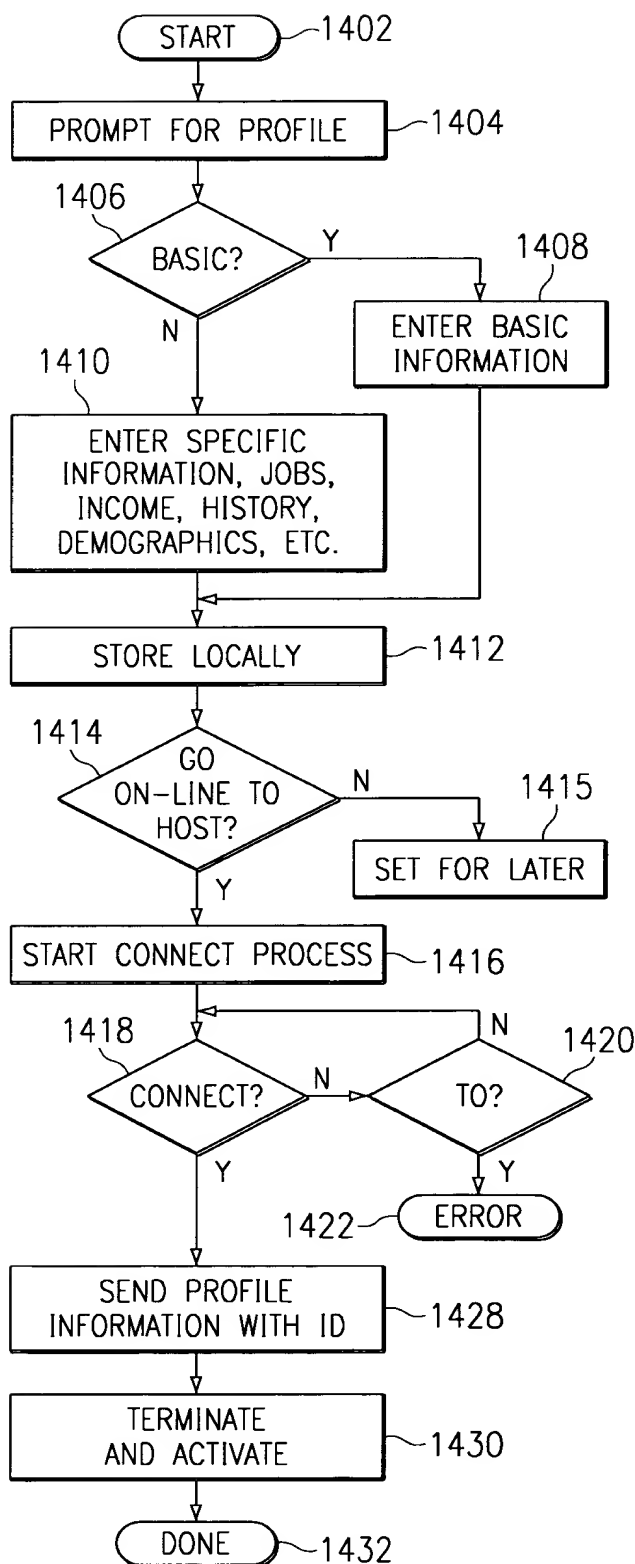 START
1402
PROMPT FOR PROFILE
1404
1406
BASIC?
Y
N
1408
ENTER BASIC
INFORMATION
1410
ENTER SPECIFIC
INFORMATION, JOBS,
INCOME, HISTORY,
DEMOGRAPHICS, ETC.
STORE LOCALLY
1412
1414
GO
ON-LINE TO
HOST?
N
Y
1415
SET FOR LATER
START CONNECT PROCESS
1416
1418
CONNECT?
N
Y
N
1420
TO?
Y
1422
ERROR
SEND PROFILE
INFORMATION WITH ID
1428
TERMINATE
AND ACTIVATE
1430
DONE
1432